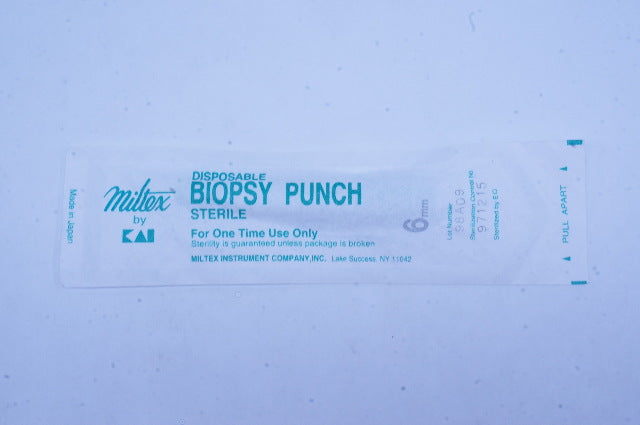 Made in Japan
Miltex
by
KAI
DISPOSABLE
BIOPSY PUNCH
STERILE
For One Time Use Only
Sterility is guaranteed unless package is broken
MILTEX INSTRUMENT COMPANY,INC. Lake Success, NY 11042
6mm
Lot Number
98A09
Sterilization Control No
971215
Sterilized by E.O
PULL APART